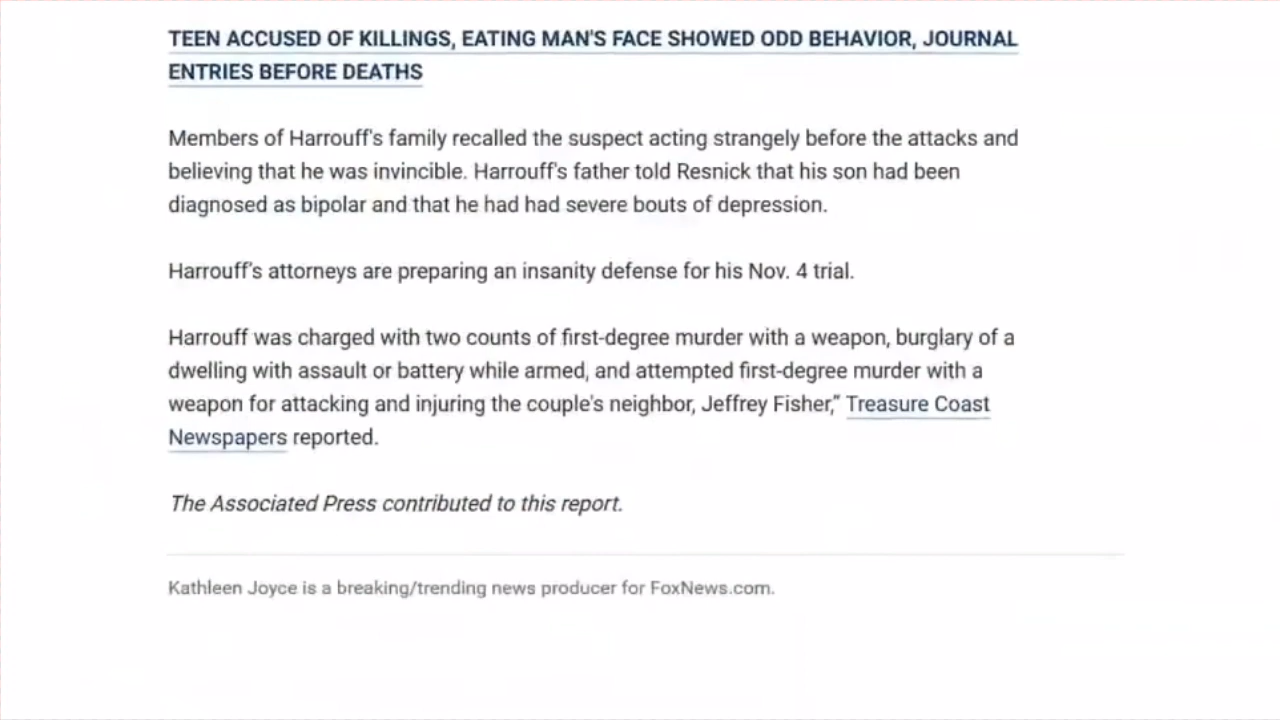 TEEN ACCUSED OF KILLINGS, EATING MAN'S FACE SHOWED ODD BEHAVIOR, JOURNAL
ENTRIES BEFORE DEATHS
Members of Harrouff's family recalled the suspect acting strangely before the attacks and
believing that he was invincible. Harrouff's father told Resnick that his son had been
diagnosed as bipolar and that he had had severe bouts of depression.
Harrouff's attorneys are preparing an insanity defense for his Nov. 4 trial.
Harrouff was charged with two counts of first-degree murder with a weapon, burglary of a
dwelling with assault or battery while armed, and attempted first-degree murder with a
weapon for attacking and injuring the couple's neighbor, Jeffrey Fisher,” Treasure Coast
Newspapers reported.
The Associated Press contributed to this report.
Kathleen Joyce is a breaking/trending news producer for FoxNews.com.